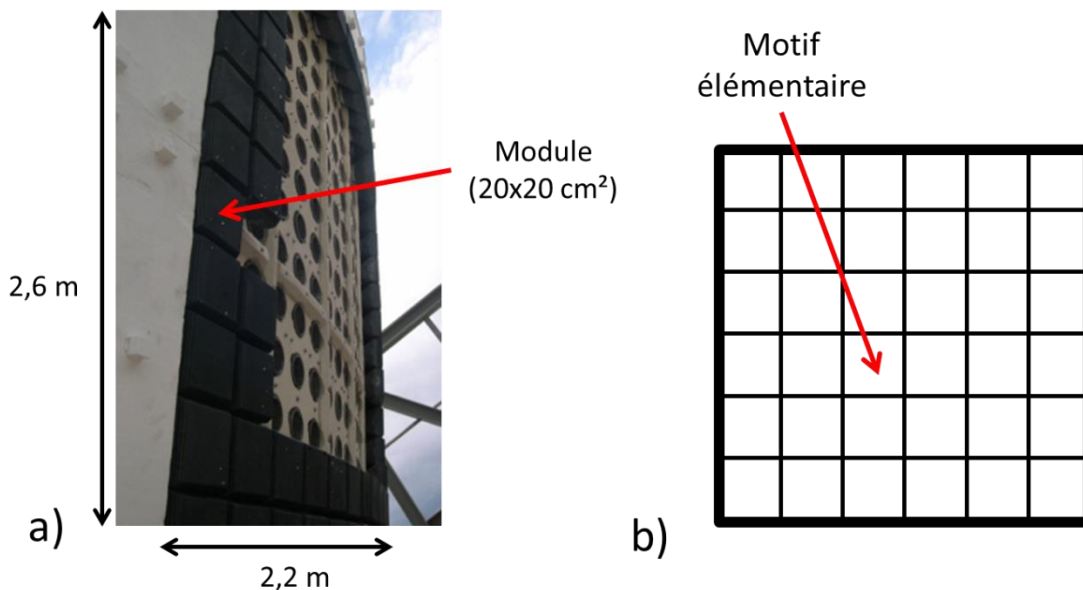 Motif
élémentaire
Module
(20x20 cm²)
2,6 m
a)
2,2 m
b)